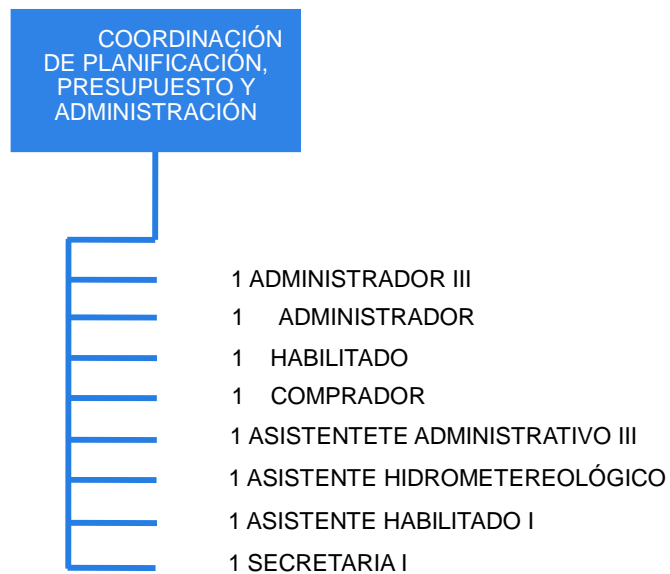 COORDINACIÓN
DE PLANIFICACIÓN,
PRESUPUESTO Y
ADMINISTRACIÓN
1 ADMINISTRADOR III
1 ADMINISTRADOR
1 HABILITADO
1 COMPRADOR
1 ASISTENTETE ADMINISTRATIVO III
1 ASISTENTE HIDROMETEREOLÓGICO
1 ASISTENTE HABILITADO I
1 SECRETARIA I